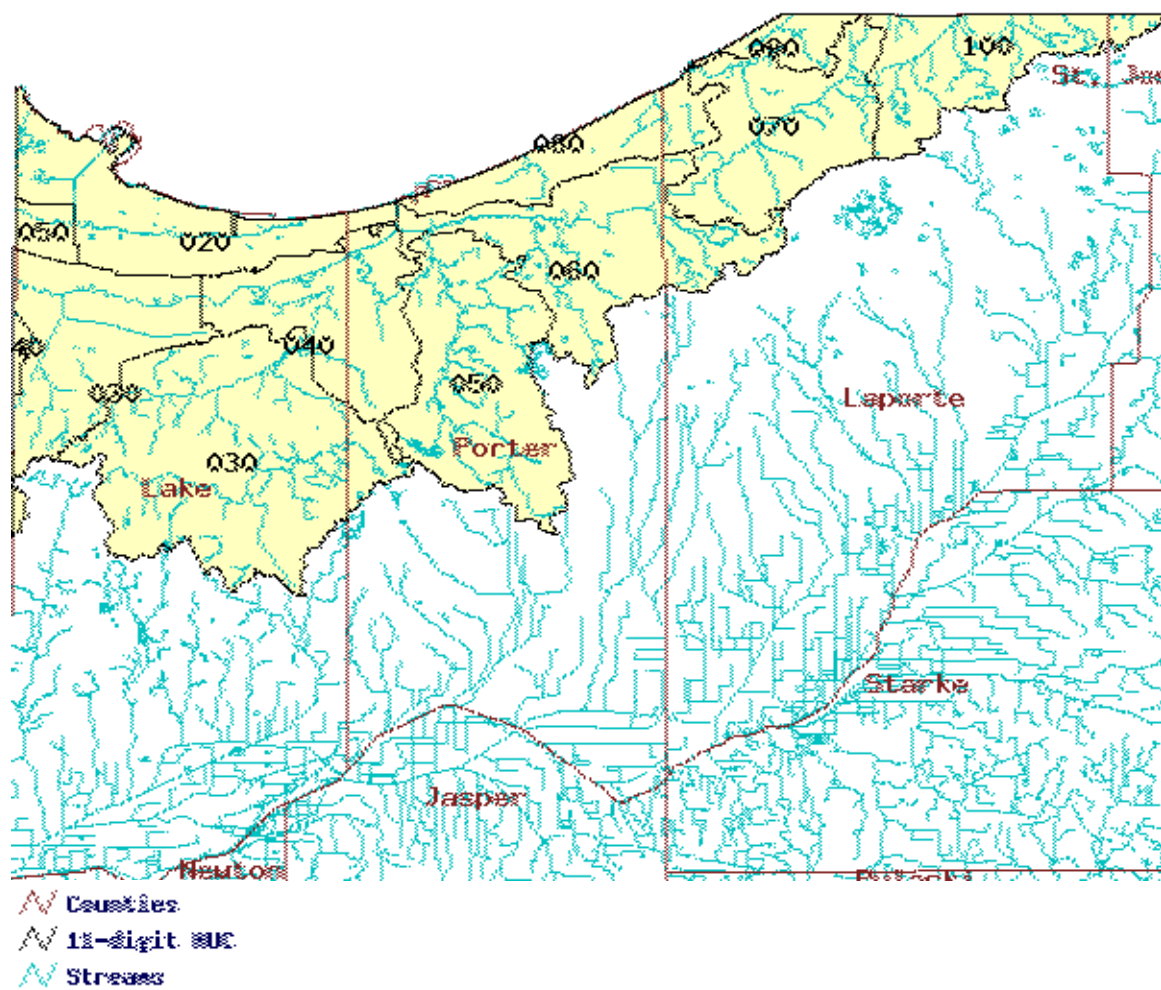 090
100
St. Jo
070
080
050
020
060
040
030
050
Laporte
Porter
030
Lake
Starke
Jasper
Newton
Pulaski
Counties
11-digit HUC
Streams